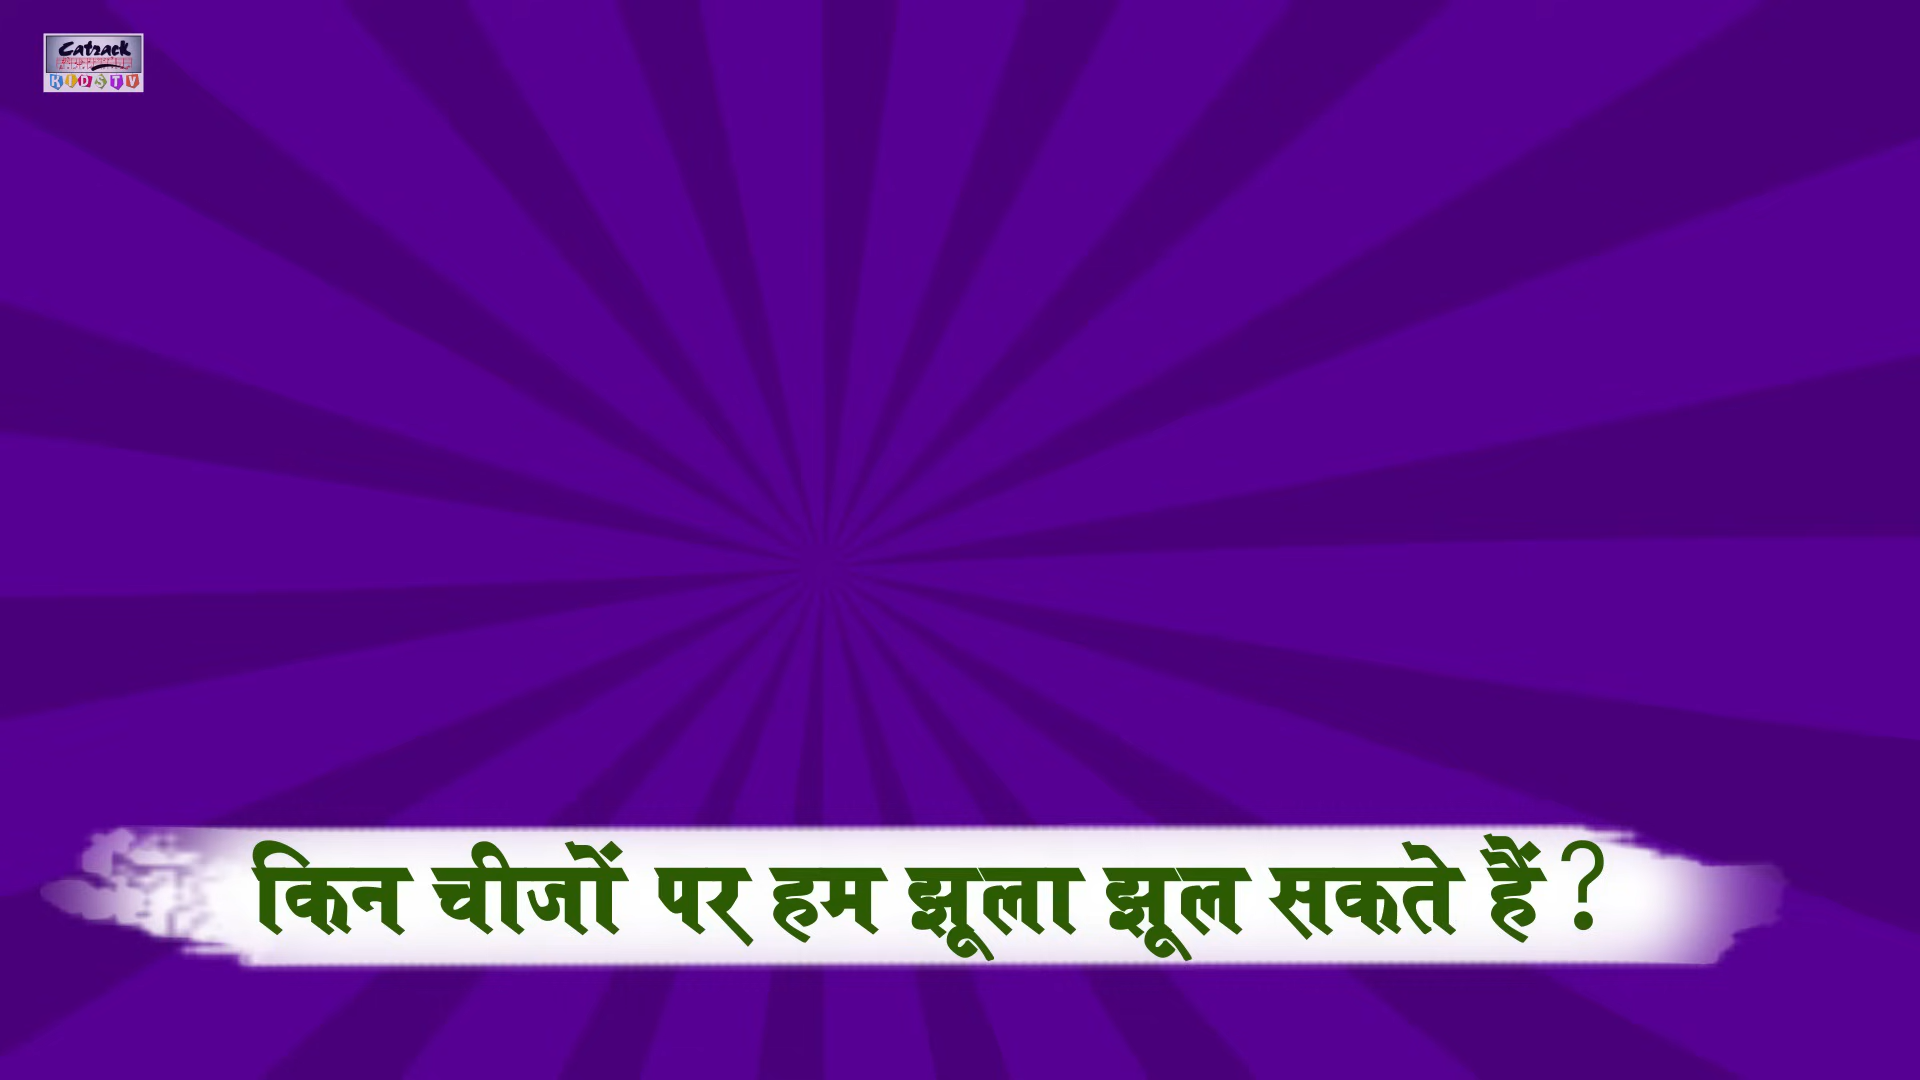 Catrack
KIDS TV
किन चीजों पर हम झूला झूल सकते हैं ?